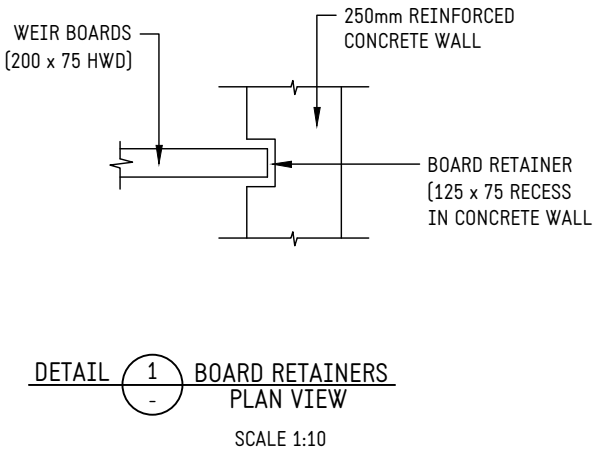 WEIR BOARDS
(200 x 75 HWD)
250mm REINFORCED
CONCRETE WALL
BOARD RETAINER
(125 x 75 RECESS
IN CONCRETE WALL
DETAIL 1 BOARD RETAINERS
- PLAN VIEW
SCALE 1:10